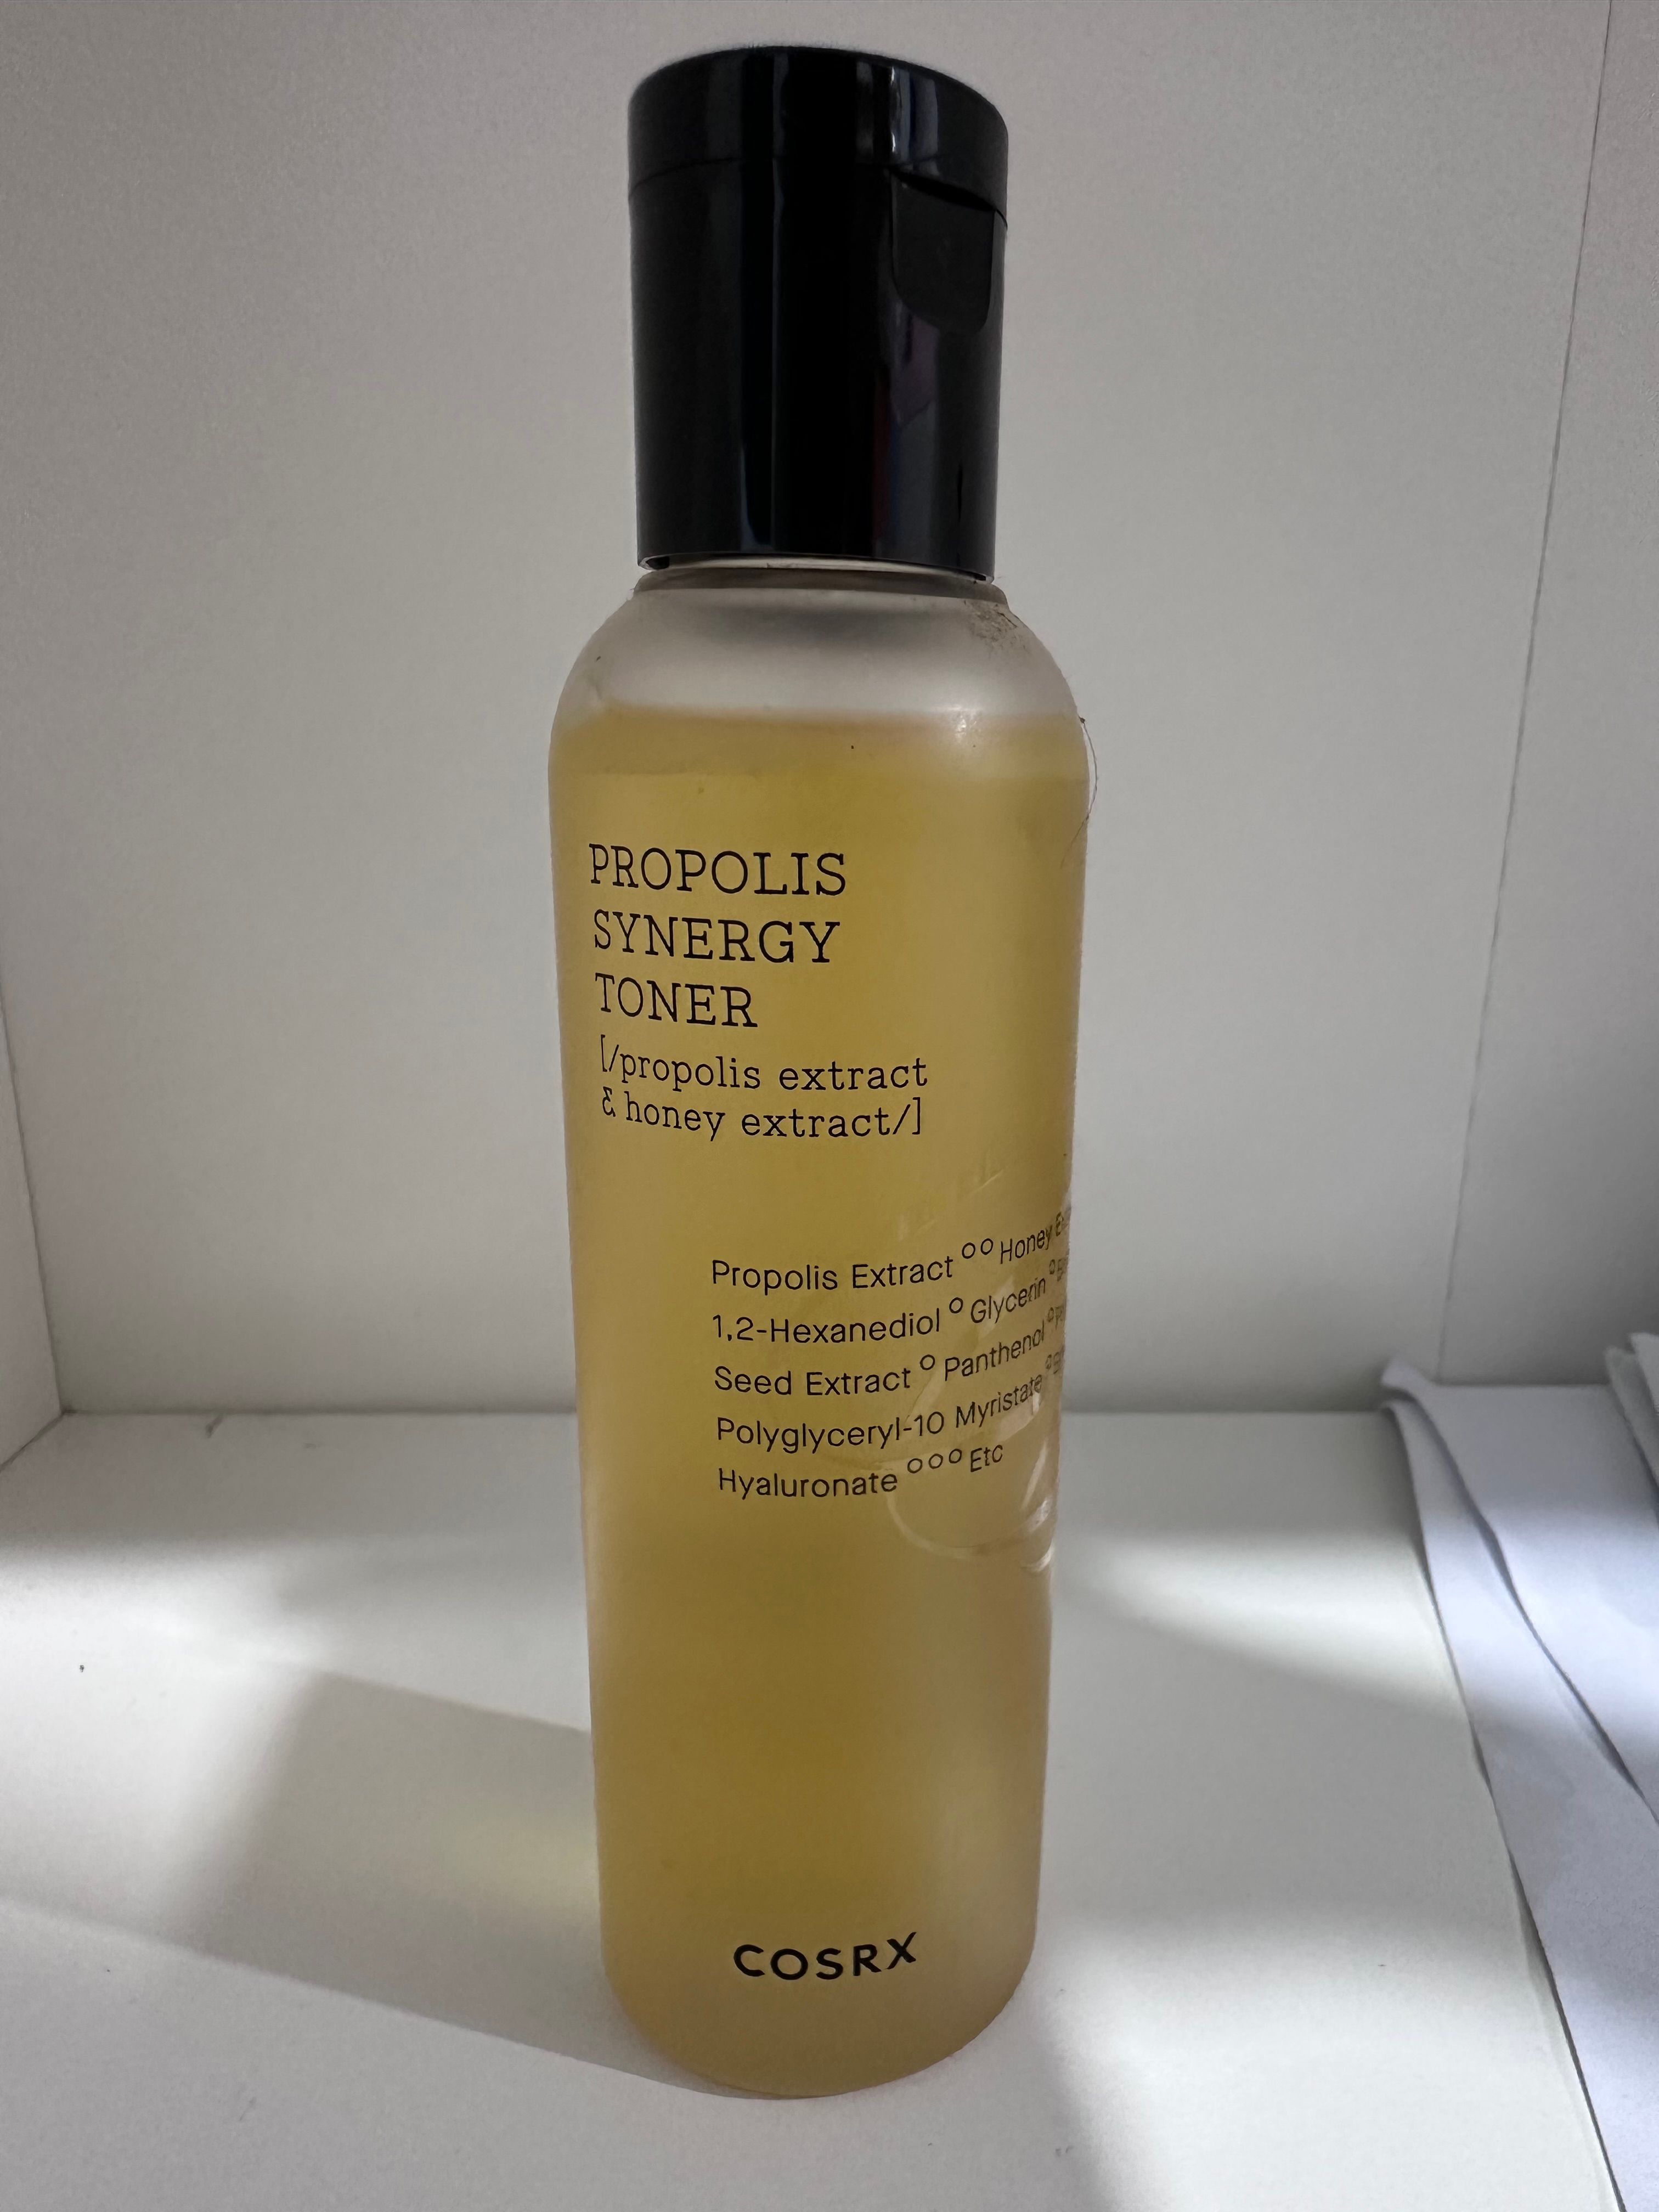 PROPOLIS
SYNERGY
TONER
[/propolis extract
& honey extract/]
Propolis Extract °° Honey
1,2-Hexanediol ° Glycerin °
Seed Extract ° Panthenol °
Polyglyceryl-10 Myristate °
Hyaluronate °°° Etc
COSRX